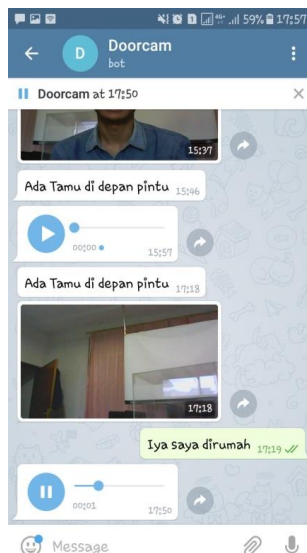 59% 17:57
D
Doorcam
bot
Doorcam at 17:50
15:37
Ada Tamu di depan pintu 15:46
00:00
15:57
Ada Tamu di depan pintu 17:18
17:18
Iya saya dirumah 17:19
00:01
17:50
Message